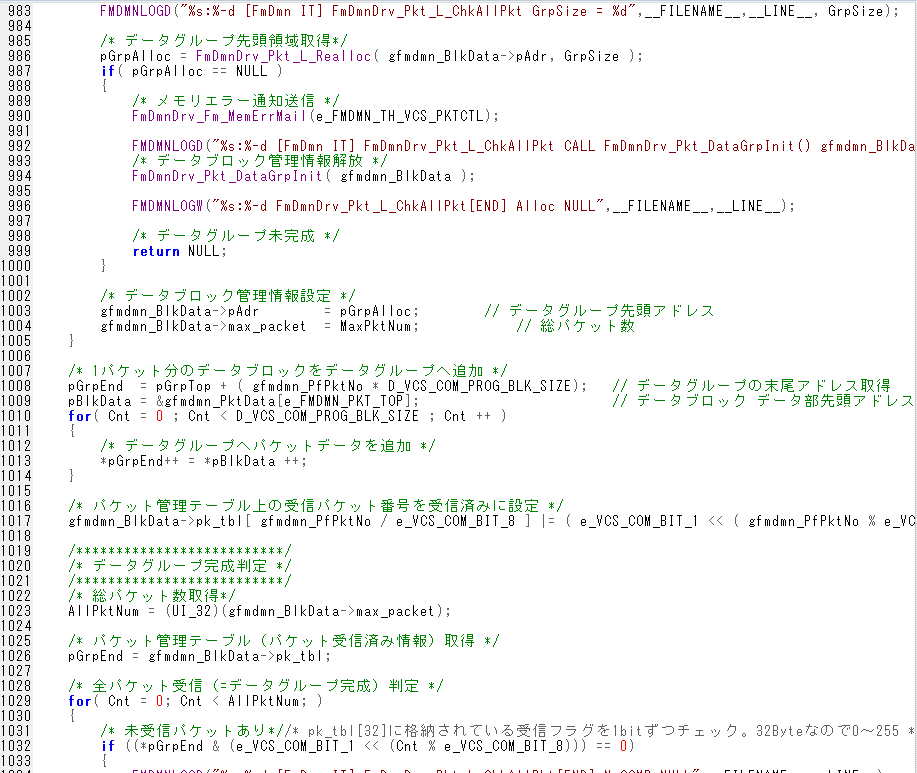 983 FMDMNLOGD("%s:%-d [FmDmn IT] FmDmnDrv_Pkt_L_ChkAllPkt GrpSize = %d",__FILENAME__,__LINE__, GrpSize);
984
985 /* データグループ先頭領域取得*/
986 pGrpAlloc = FmDmnDrv_Pkt_L_Realloc( gfmdmn_BlkData->pAdr, GrpSize );
987 if( pGrpAlloc == NULL )
988 {
989 /* メモリエラー通知送信 */
990 FmDmnDrv_Fm_MemErrMail(e_FMDMN_TH_VCS_PKTCTL);
991
992 FMDMNLOGD("%s:%-d [FmDmn IT] FmDmnDrv_Pkt_L_ChkAllPkt CALL FmDmnDrv_Pkt_DataGrpInit() gfmdmn_BlkDa
993 /* データブロック管理情報解放 */
994 FmDmnDrv_Pkt_DataGrpInit( gfmdmn_BlkData );
995
996 FMDMNLOGW("%s:%-d FmDmnDrv_Pkt_L_ChkAllPkt[END] Alloc NULL",__FILENAME__,__LINE__);
997
998 /* データグループ未完成 */
999 return NULL;
1000 }
1001
1002 /* データブロック管理情報設定 */
1003 gfmdmn_BlkData->pAdr = pGrpAlloc; // データグループ先頭アドレス
1004 gfmdmn_BlkData->max_packet = MaxPktNum; // 総パケット数
1005 }
1006
1007 /* 1パケット分のデータブロックをデータグループへ追加 */
1008 pGrpEnd = pGrpTop + ( gfmdmn_PfPktNo * D_VCS_COM_PROG_BLK_SIZE); // データグループの末尾アドレス取得
1009 pBlkData = &gfmdmn_PktData[e_FMDMN_PKT_TOP]; // データブロック データ部先頭アドレス
1010 for( Cnt = 0 ; Cnt < D_VCS_COM_PROG_BLK_SIZE ; Cnt ++ )
1011 {
1012 /* データグループへパケットデータを追加 */
1013 *pGrpEnd++ = *pBlkData ++;
1014 }
1015
1016 /* パケット管理テーブル上の受信パケット番号を受信済みに設定 */
1017 gfmdmn_BlkData->pk_tbl[ gfmdmn_PfPktNo / e_VCS_COM_BIT_8 ] |= ( e_VCS_COM_BIT_1 << ( gfmdmn_PfPktNo % e_VC
1018
1019 /**************************/
1020 /* データグループ完成判定 */
1021 /**************************/
1022 /* 総パケット数取得*/
1023 AllPktNum = (UI_32)(gfmdmn_BlkData->max_packet);
1024
1025 /* パケット管理テーブル（パケット受信済み情報）取得 */
1026 pGrpEnd = gfmdmn_BlkData->pk_tbl;
1027
1028 /* 全パケット受信（=データグループ完成）判定 */
1029 for( Cnt = 0; Cnt < AllPktNum; )
1030 {
1031 /* 未受信パケットあり*//* pk_tbl[32]に格納されている受信フラグを1bitずつチェック。32Byteなので0～255 *
1032 if ((*pGrpEnd & (e_VCS_COM_BIT_1 << (Cnt % e_VCS_COM_BIT_8))) == 0)
1033 {